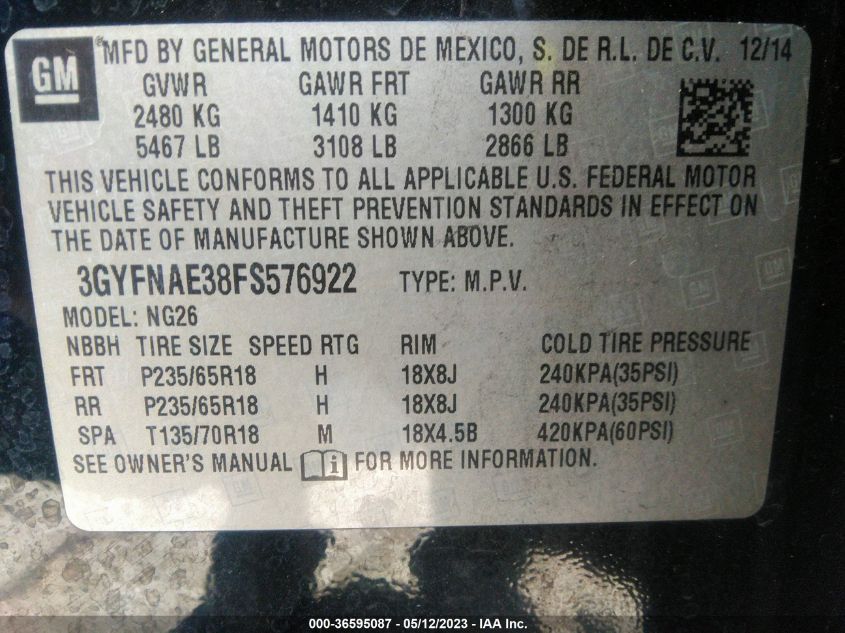 GM
® MFD BY GENERAL MOTORS DE MEXICO, S. DE R.L. DE C.V. 12/14
GVWR GAWR FRT GAWR RR
2480 KG 1410 KG 1300 KG
5467 LB 3108 LB 2866 LB
THIS VEHICLE CONFORMS TO ALL APPLICABLE U.S. FEDERAL MOTOR
VEHICLE SAFETY AND THEFT PREVENTION STANDARDS IN EFFECT ON
THE DATE OF MANUFACTURE SHOWN ABOVE.
3GYFNAE38FS576922 TYPE: M.P.V.
MODEL: NG26
NBBH TIRE SIZE SPEED RTG RIM COLD TIRE PRESSURE
FRT P235/65R18 H 18X8J 240KPA(35PSI)
RR P235/65R18 H 18X8J 240KPA(35PSI)
SPA T135/70R18 M 18X4.5B 420KPA(60PSI)
SEE OWNER'S MANUAL FOR MORE INFORMATION.
000-36595087 - 05/12/2023 - IAA Inc.